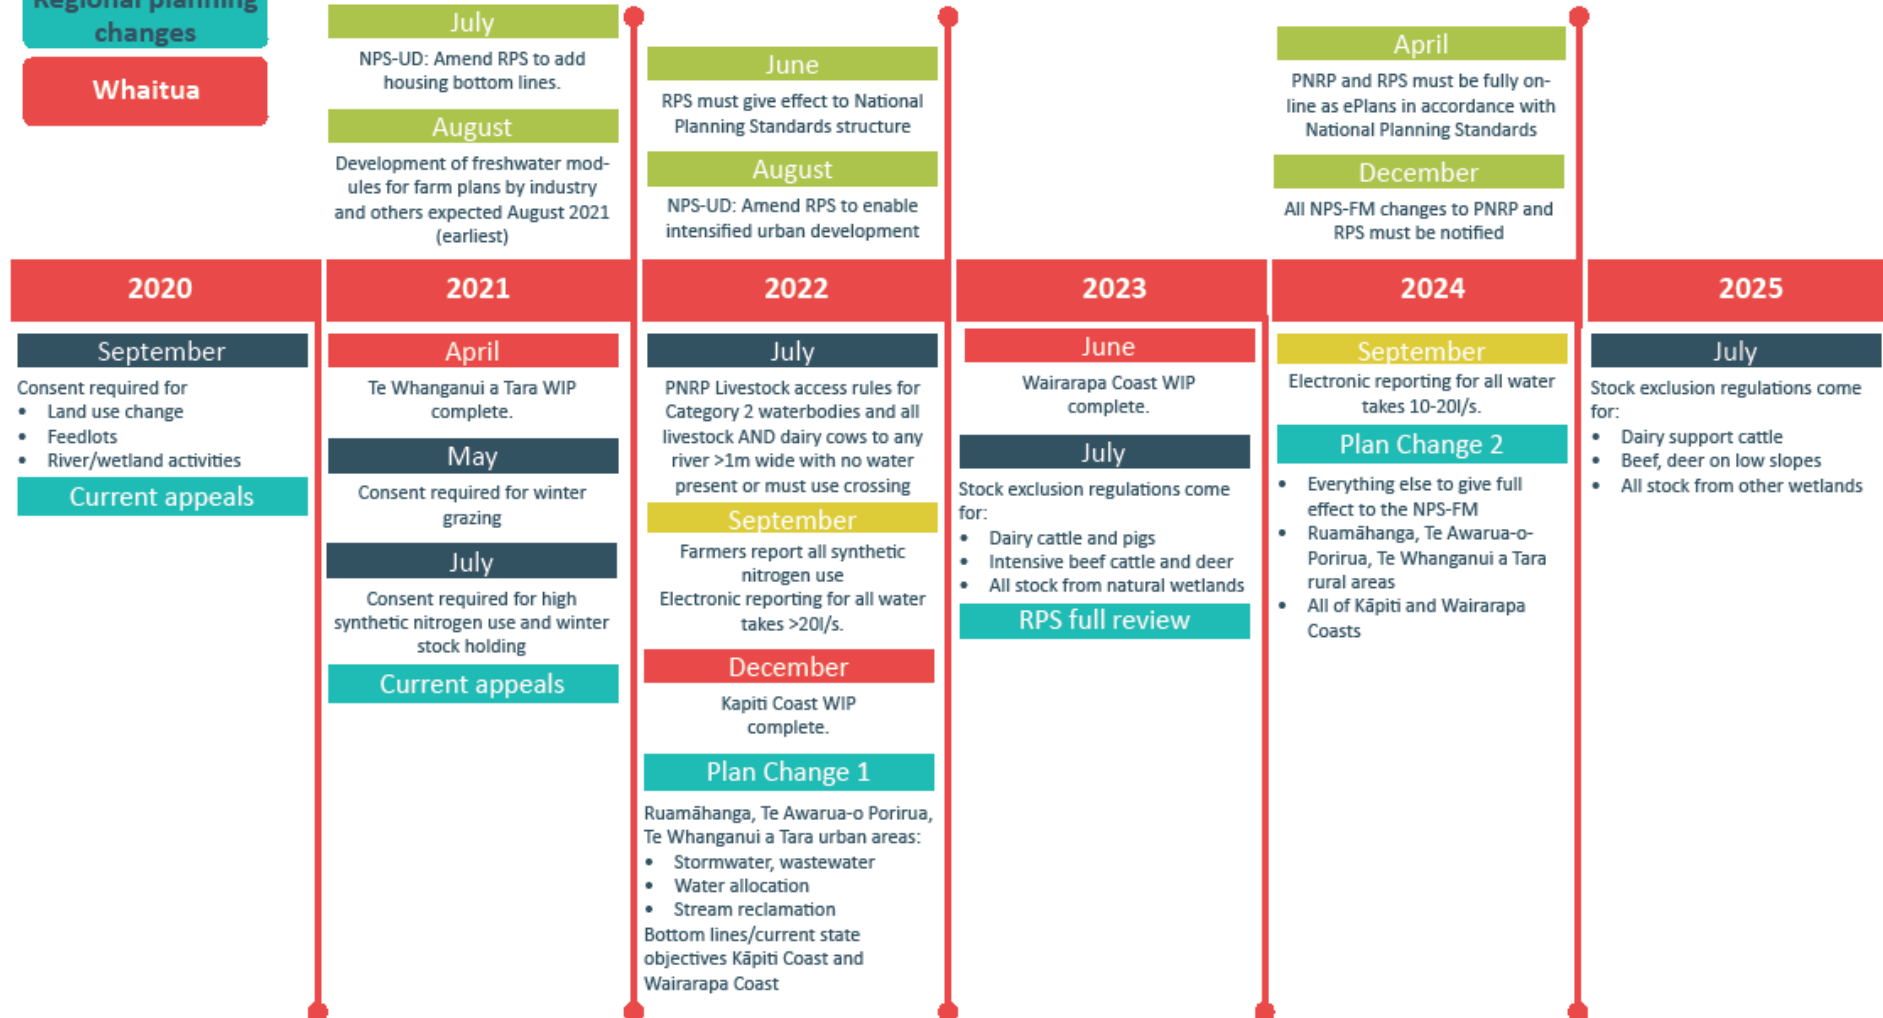 Regional planning
changes
Whaitua
July
NPS-UD: Amend RPS to add
housing bottom lines.
August
Development of freshwater mod-
ules for farm plans by industry
and others expected August 2021
(earliest)
June
RPS must give effect to National
Planning Standards structure
August
NPS-UD: Amend RPS to enable
intensified urban development
April
PNRP and RPS must be fully on-
line as ePlans in accordance with
National Planning Standards
December
All NPS-FM changes to PNRP and
RPS must be notified
2020
2021
2022
2023
2024
2025
September
Consent required for
• Land use change
• Feedlots
• River/wetland activities
Current appeals
April
Te Whanganui a Tara WIP
complete.
May
Consent required for winter
grazing
July
Consent required for high
synthetic nitrogen use and winter
stock holding
Current appeals
July
PNRP Livestock access rules for
Category 2 waterbodies and all
livestock AND dairy cows to any
river >1m wide with no water
present or must use crossing
September
Farmers report all synthetic
nitrogen use
Electronic reporting for all water
takes >20l/s.
December
Kapiti Coast WIP
complete.
Plan Change 1
Ruamāhanga, Te Awarua-o Porirua,
Te Whanganui a Tara urban areas:
• Stormwater, wastewater
• Water allocation
• Stream reclamation
Bottom lines/current state
objectives Kāpiti Coast and
Wairarapa Coast
June
Wairarapa Coast WIP
complete.
July
Stock exclusion regulations come
for:
• Dairy cattle and pigs
• Intensive beef cattle and deer
• All stock from natural wetlands
RPS full review
September
Electronic reporting for all water
takes 10-20l/s.
Plan Change 2
• Everything else to give full
effect to the NPS-FM
• Ruamāhanga, Te Awarua-o-
Porirua, Te Whanganui a Tara
rural areas
• All of Kāpiti and Wairarapa
Coasts
July
Stock exclusion regulations come
for:
• Dairy support cattle
• Beef, deer on low slopes
• All stock from other wetlands